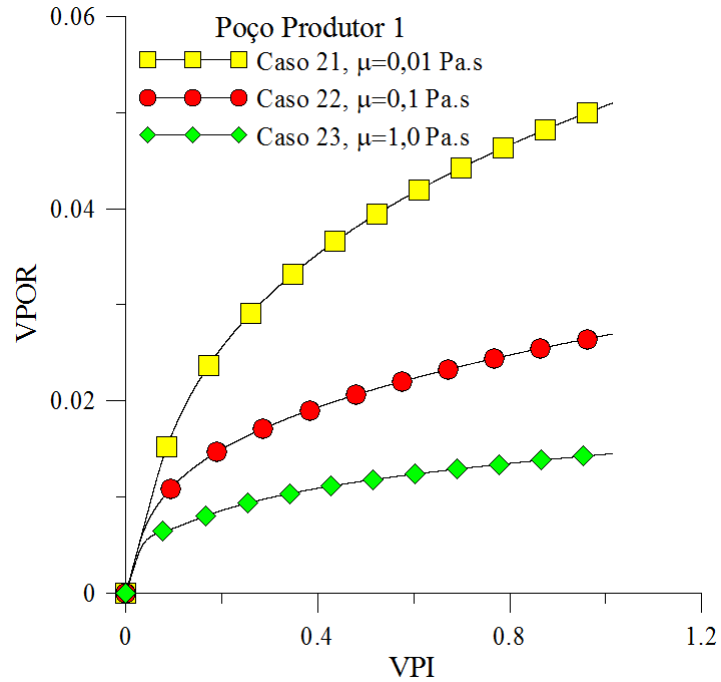 0.06
Poço Produtor 1
Caso 21, μ=0,01 Pa.s
Caso 22, μ=0,1 Pa.s
Caso 23, μ=1,0 Pa.s
0.04
VPOR
0.02
0
0
0.4
0.8
1.2
VPI